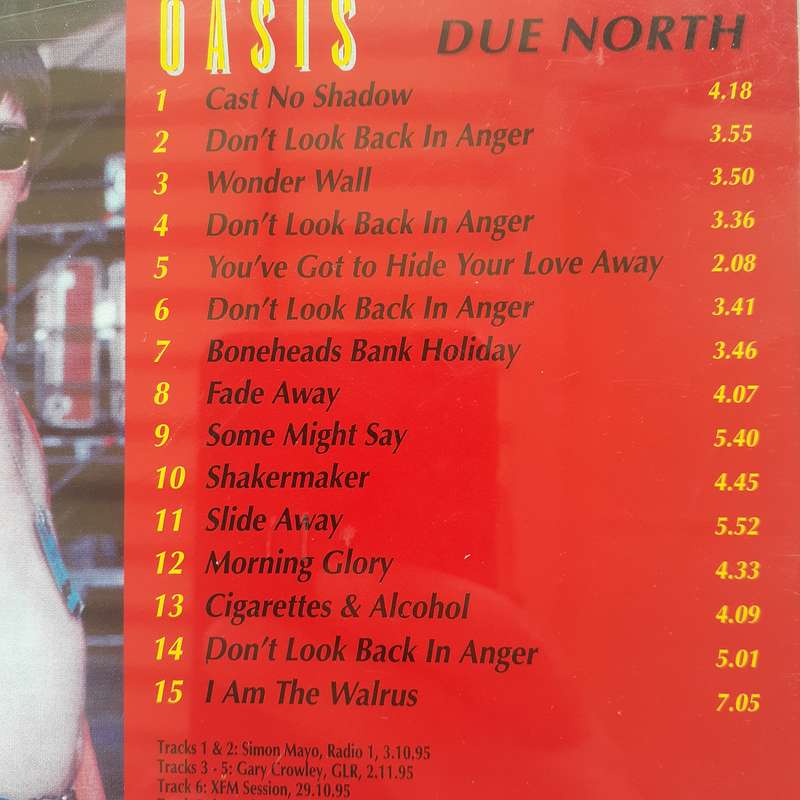 OASIS DUE NORTH
1 Cast No Shadow 4.18
2 Don't Look Back In Anger 3.55
3 Wonder Wall 3.50
4 Don't Look Back In Anger 3.36
5 You've Got to Hide Your Love Away 2.08
6 Don't Look Back In Anger 3.41
7 Boneheads Bank Holiday 3.46
8 Fade Away 4.07
9 Some Might Say 5.40
10 Shakermaker 4.45
11 Slide Away 5.52
12 Morning Glory 4.33
13 Cigarettes & Alcohol 4.09
14 Don't Look Back In Anger 5.01
15 I Am The Walrus 7.05
Tracks 1 & 2: Simon Mayo, Radio 1, 3.10.95
Tracks 3 - 5: Gary Crowley, GLR, 2.11.95
Track 6: XFM Session, 29.10.95